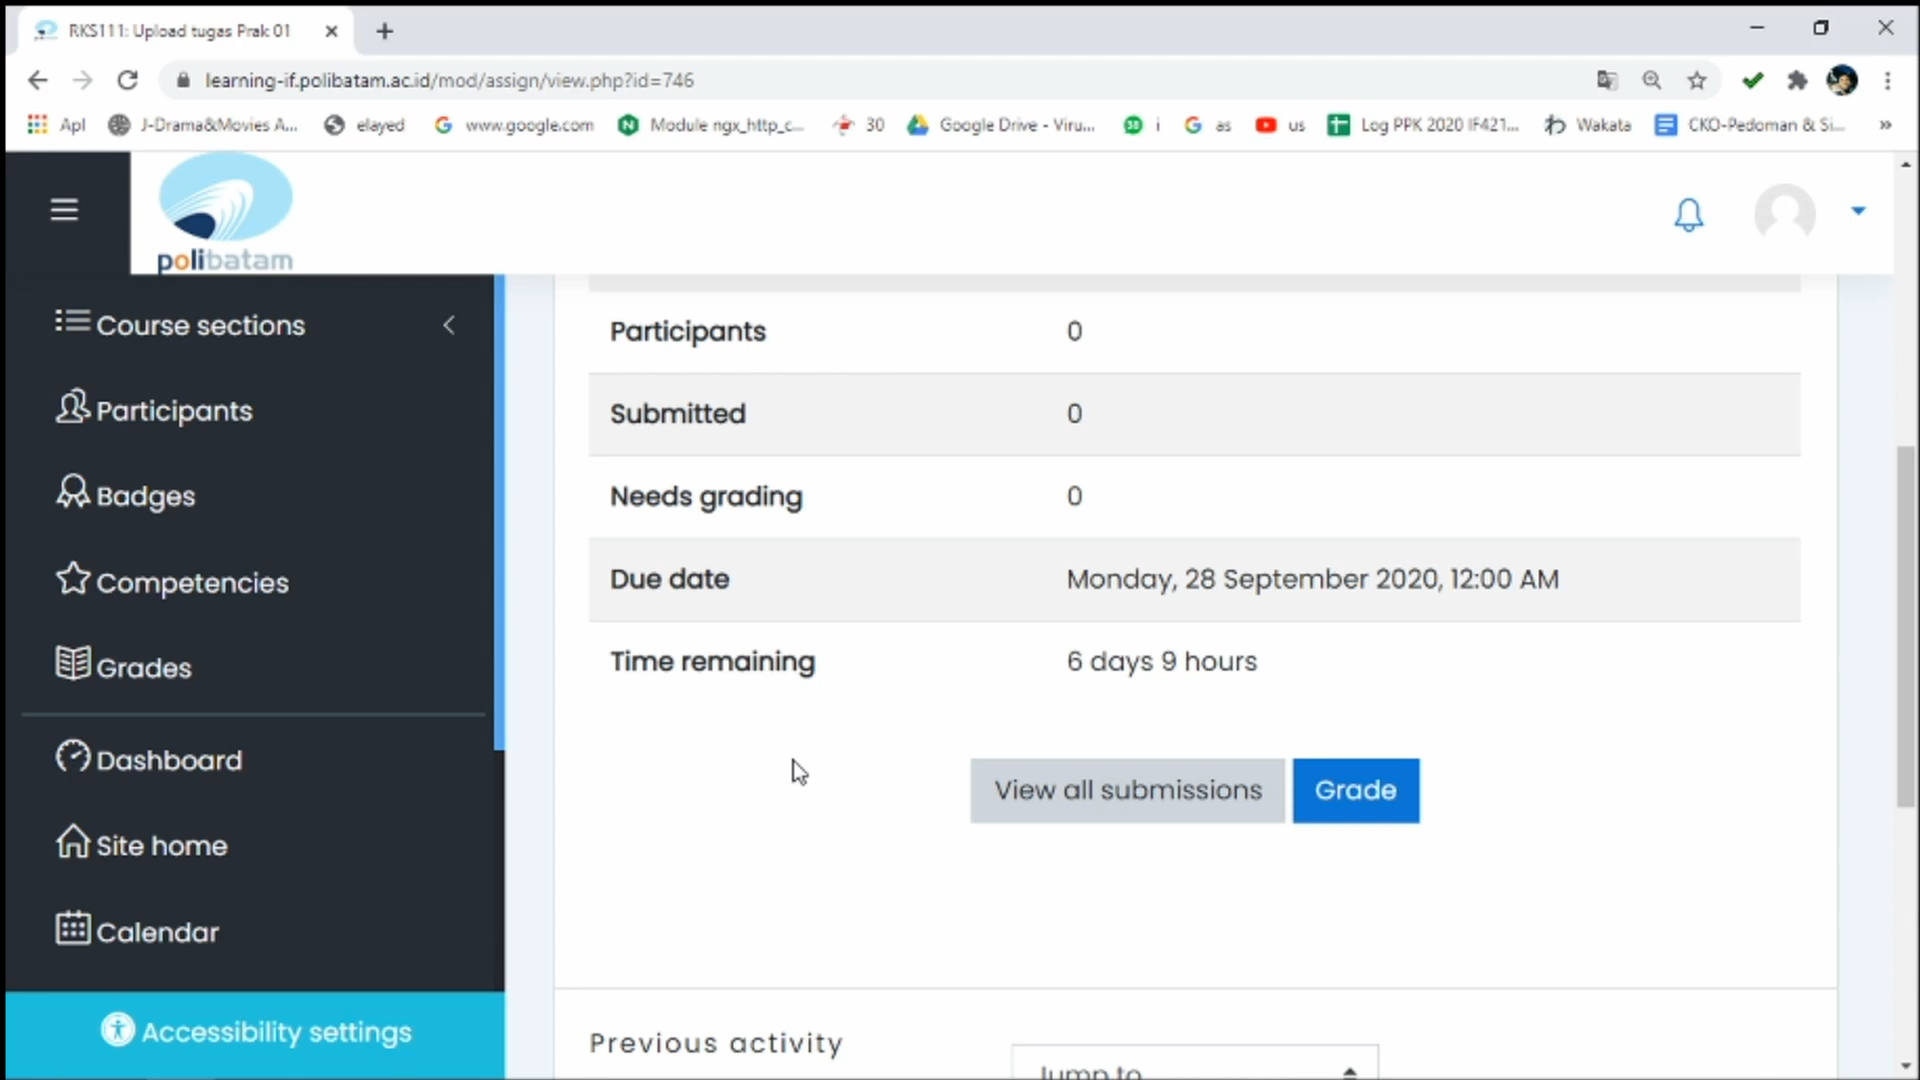 RKS111: Upload tugas Prak 01
learning-if.polibatam.ac.id/mod/assign/view.php?id=746
Apl
J-Drama&Movies A...
elayed
www.google.com
Module ngx_http_c...
30
Google Drive - Viru...
i
as
us
Log PPK 2020 IF421...
Wakata
CKO-Pedoman & Si...
»
polibatam
Course sections
Participants
Badges
Competencies
Grades
Dashboard
Site home
Calendar
Accessibility settings
Participants 0
Submitted 0
Needs grading 0
Due date Monday, 28 September 2020, 12:00 AM
Time remaining 6 days 9 hours
View all submissions
Grade
Previous activity
Jump to...